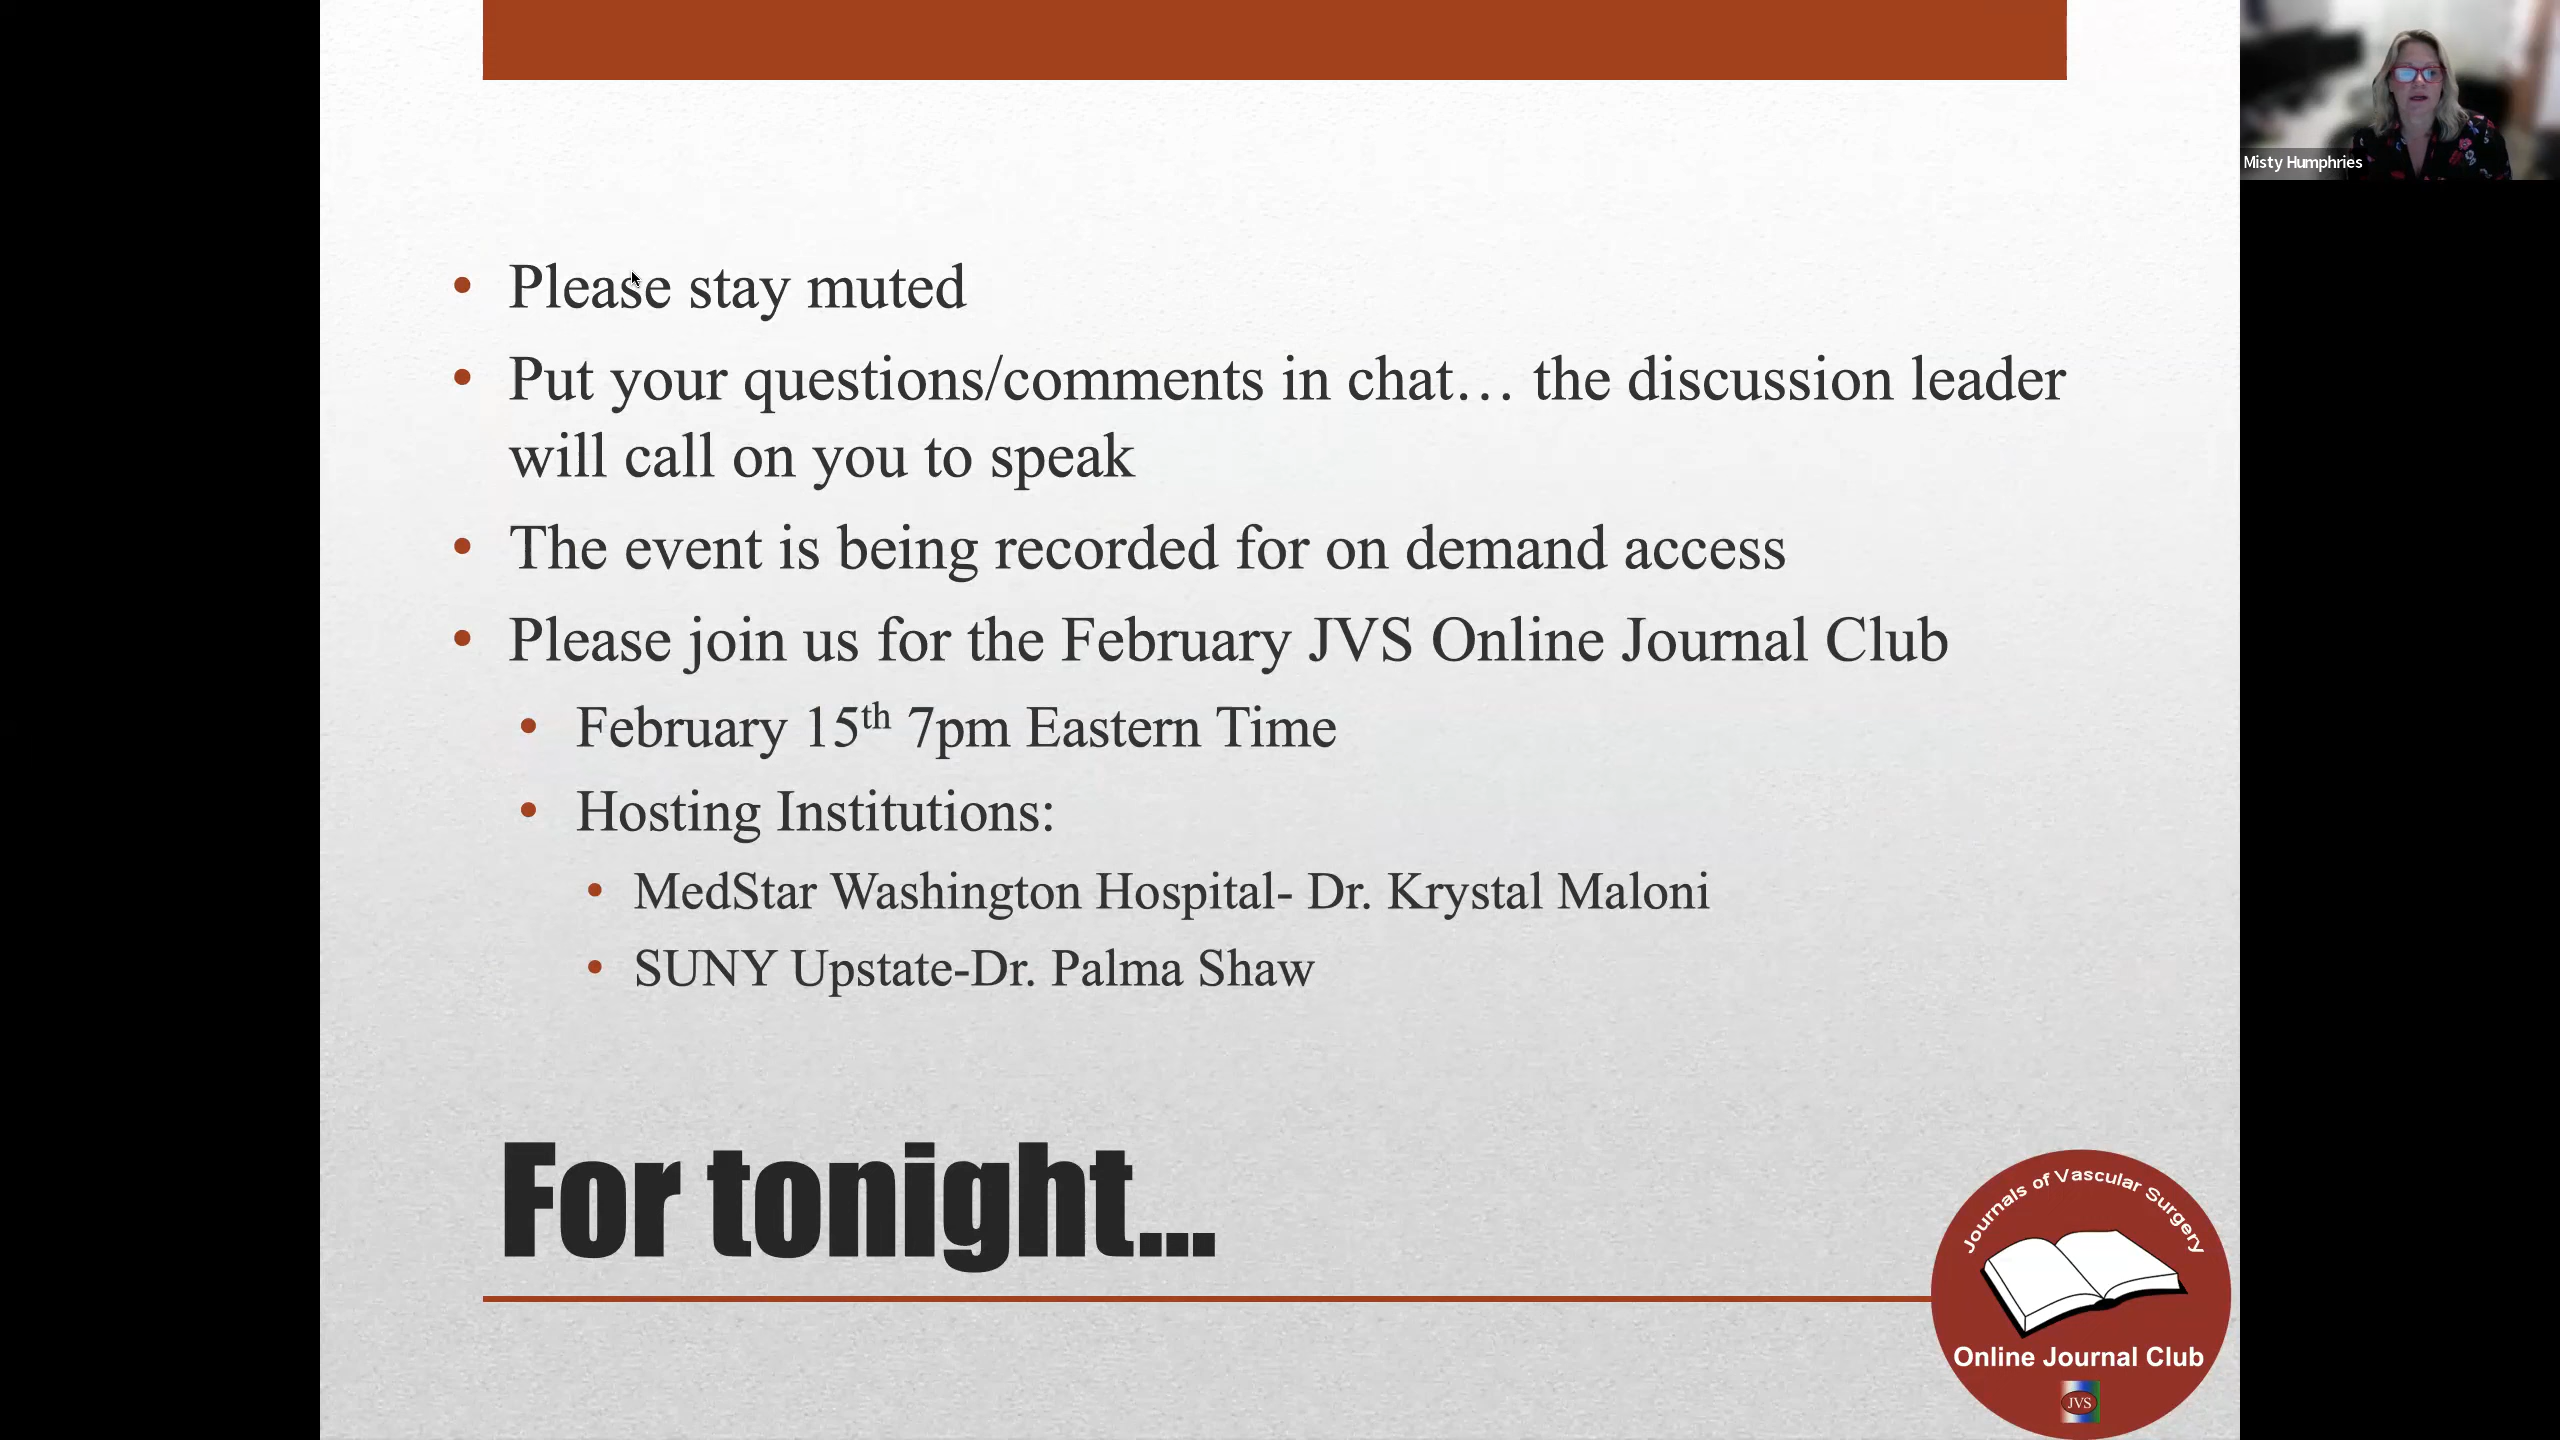 Misty Humphries
• Please stay muted
• Put your questions/comments in chat… the discussion leader
will call on you to speak
• The event is being recorded for on demand access
• Please join us for the February JVS Online Journal Club
• February 15th 7pm Eastern Time
• Hosting Institutions:
• MedStar Washington Hospital- Dr. Krystal Maloni
• SUNY Upstate-Dr. Palma Shaw
For tonight...
Journals of Vascular Surgery
Online Journal Club
JVS